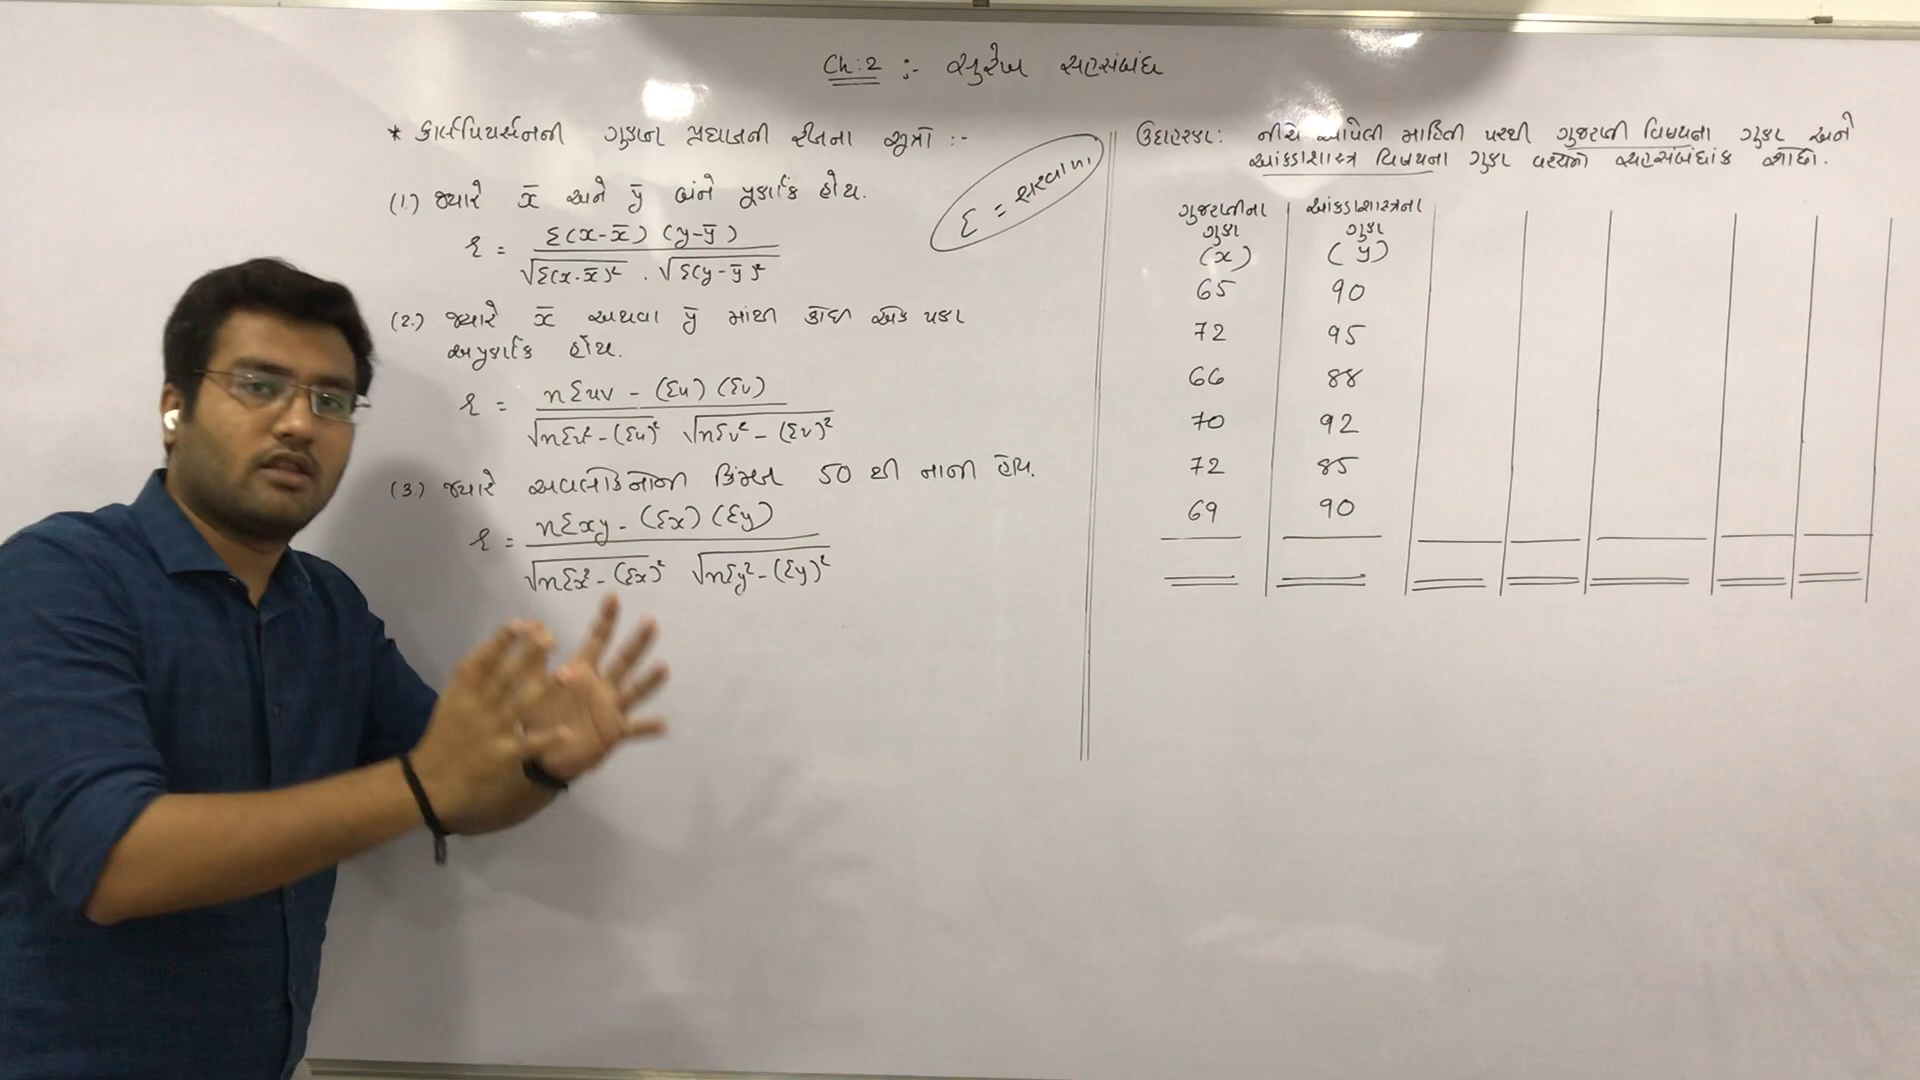 Ch:2 :- સુરેખ સહસંબંધ
* કાર્લપિયર્સનની ગુણન પ્રઘાતની રીતના સૂત્રો :-
Σ = સરવાળા
(1.) જ્યારે x̄ અને ȳ બંને પૂર્ણાંક હોય.
r = Σ(x-x̄) (y-ȳ) / √Σ(x-x̄)² . √Σ(y-ȳ)²
(2.) જ્યારે x̄ અથવા ȳ માંથી કોઇ એક પણ
અપૂર્ણાંક હોય.
r = nΣuv - (Σu) (Σv) / √nΣu² - (Σu)² √nΣv² - (Σv)²
(3.) જ્યારે અવલોકનોની કિંમત 50 થી નાની હોય.
r = nΣxy - (Σx) (Σy) / √nΣx² - (Σx)² √nΣy² - (Σy)²
ઉદાહરણ: નીચે આપેલી માહિતી પરથી ગુજરાતી વિષયના ગુણ અને
આંકડાશાસ્ત્ર વિષયના ગુણ વચ્ચેનો સહસંબંધાંક શોધો.
ગુજરાતીના આંકડાશાસ્ત્રના
ગુણ ગુણ
(x) (y)
65 90
72 95
66 88
70 92
72 85
69 90